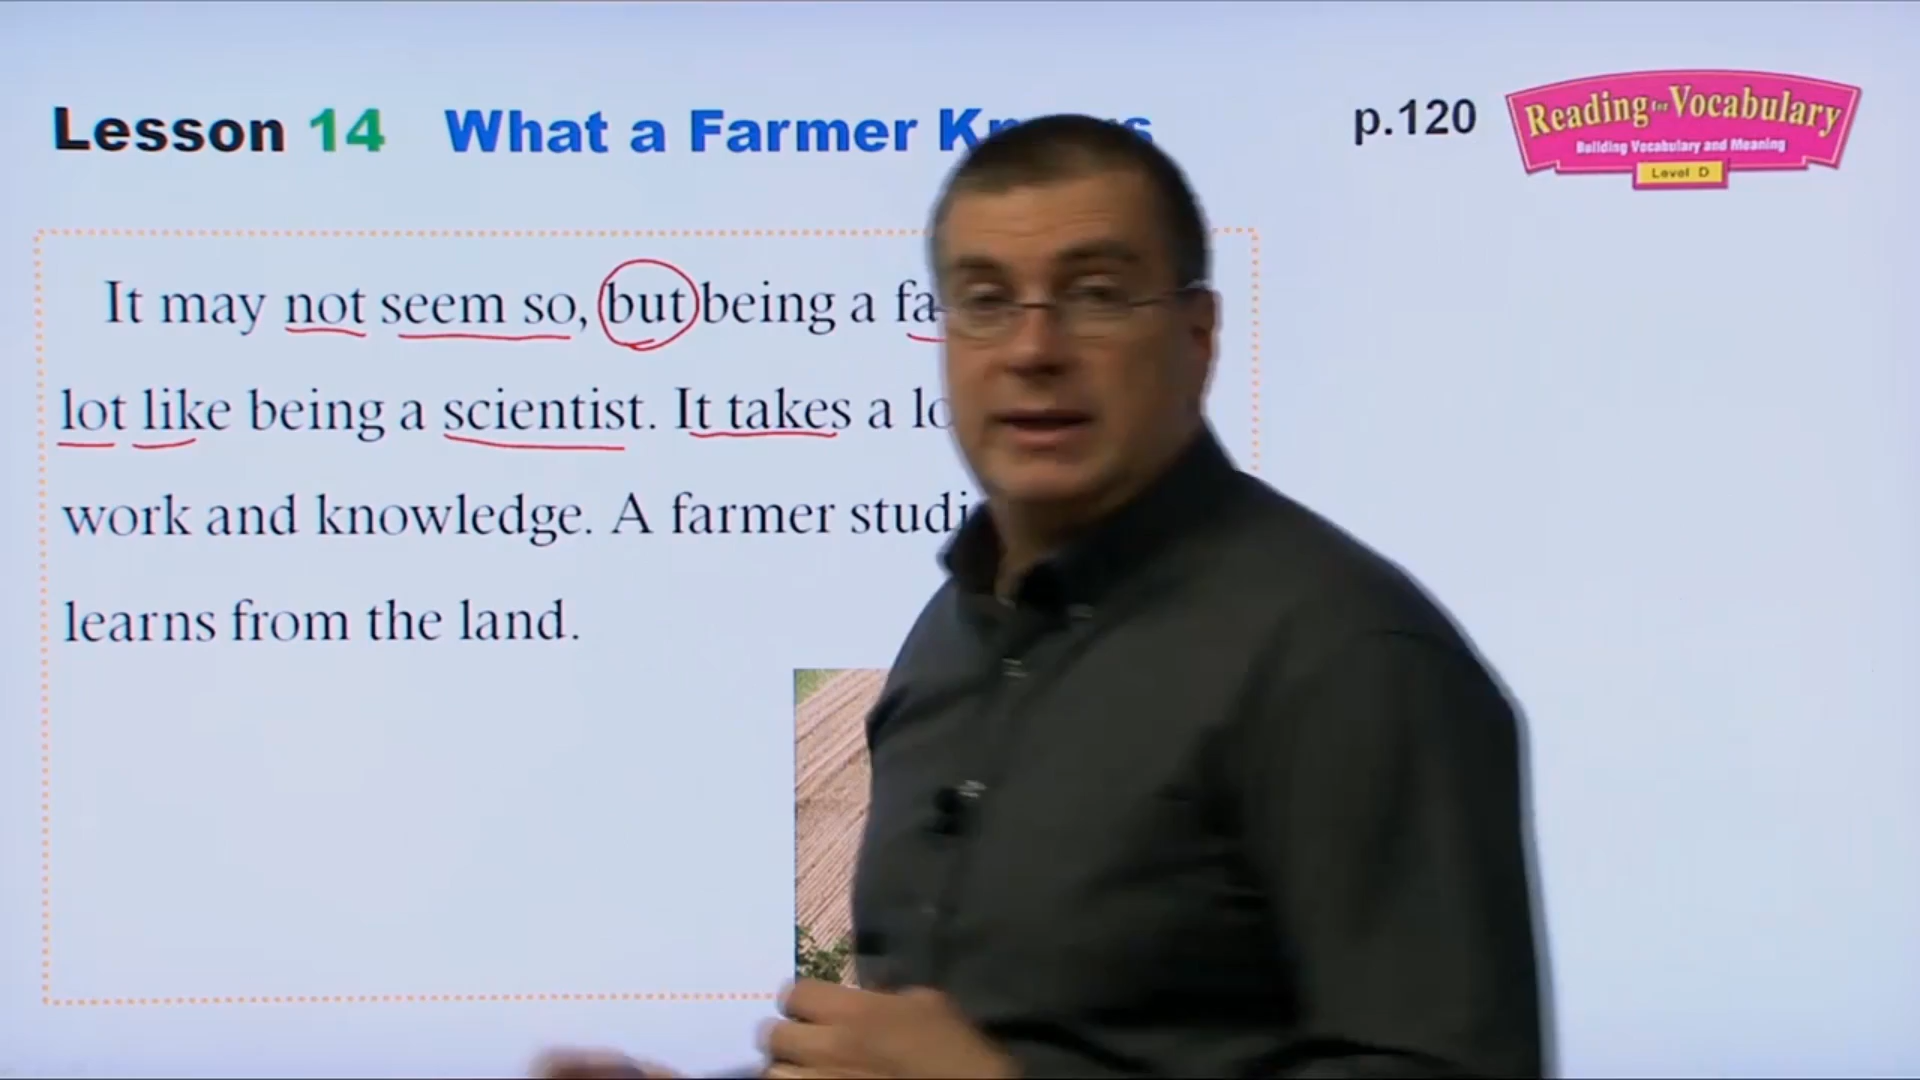 Lesson 14 What a Farmer
p.120
Reading for Vocabulary
Building Vocabulary and Meaning
Level D
It may not seem so, but being a
lot like being a scientist. It takes a
work and knowledge. A farmer
learns from the land.